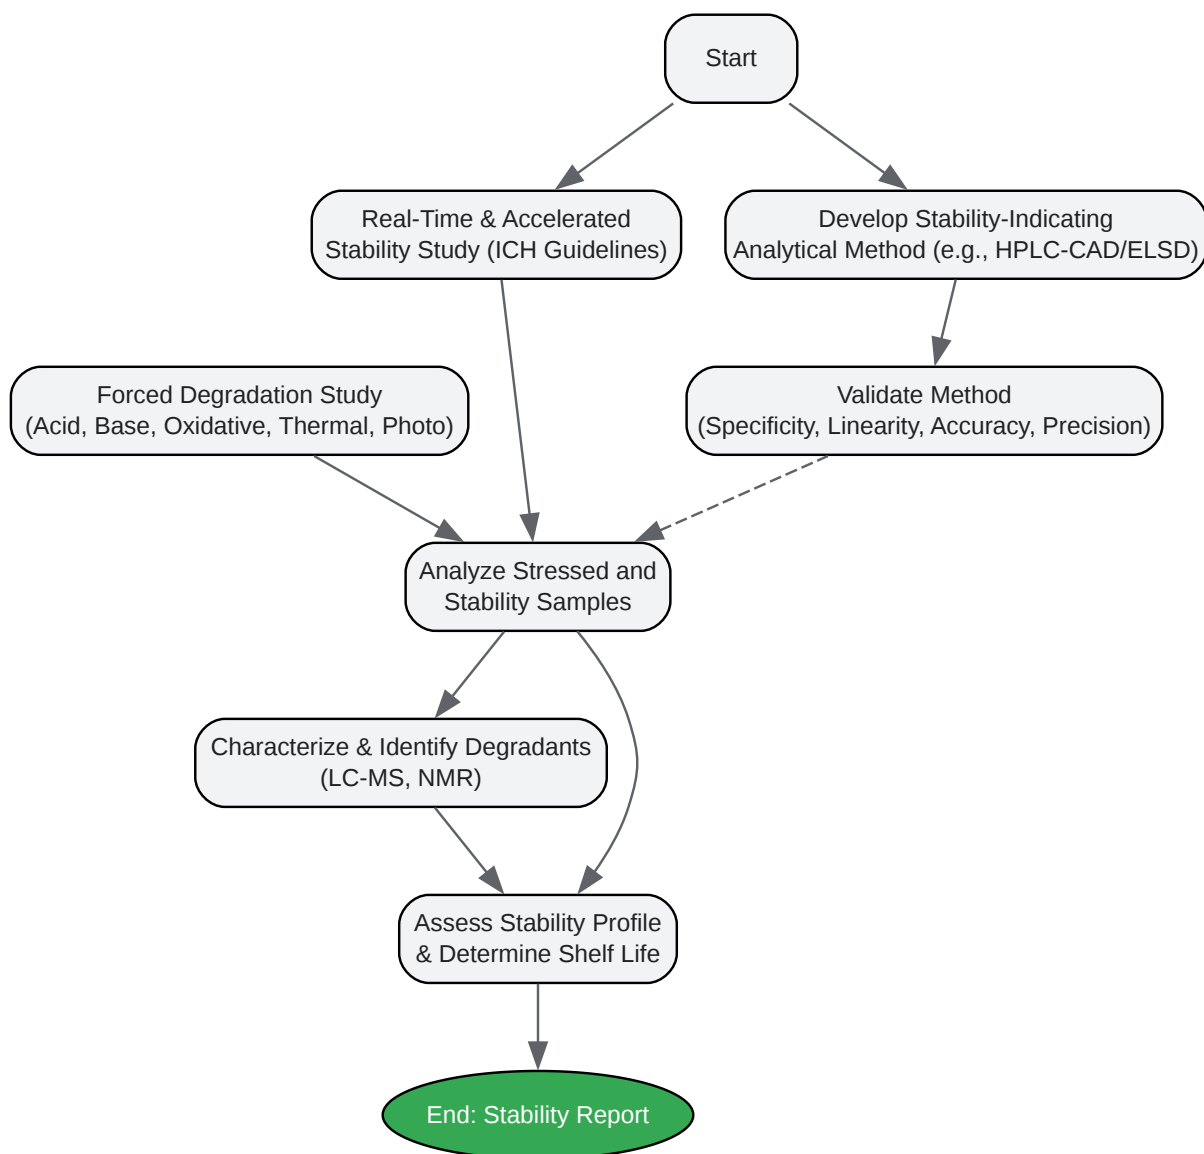 Start
Real-Time & Accelerated
Stability Study (ICH Guidelines)
Develop Stability-Indicating
Analytical Method (e.g., HPLC-CAD/ELSD)
Forced Degradation Study
(Acid, Base, Oxidative, Thermal, Photo)
Validate Method
(Specificity, Linearity, Accuracy, Precision)
Analyze Stressed and
Stability Samples
Characterize & Identify Degradants
(LC-MS, NMR)
Assess Stability Profile
& Determine Shelf Life
End: Stability Report